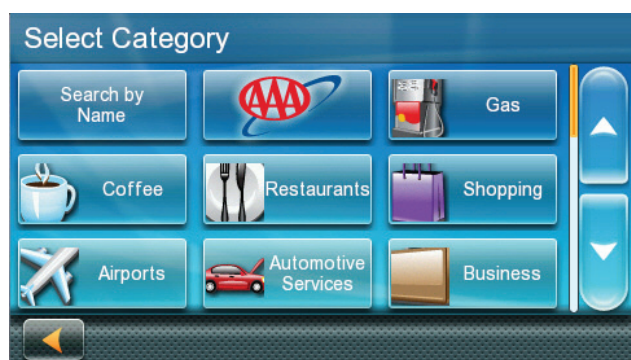 Select Category
Search by
Name
AAA
Gas
Coffee
Restaurants
Shopping
Airports
Automotive
Services
Business